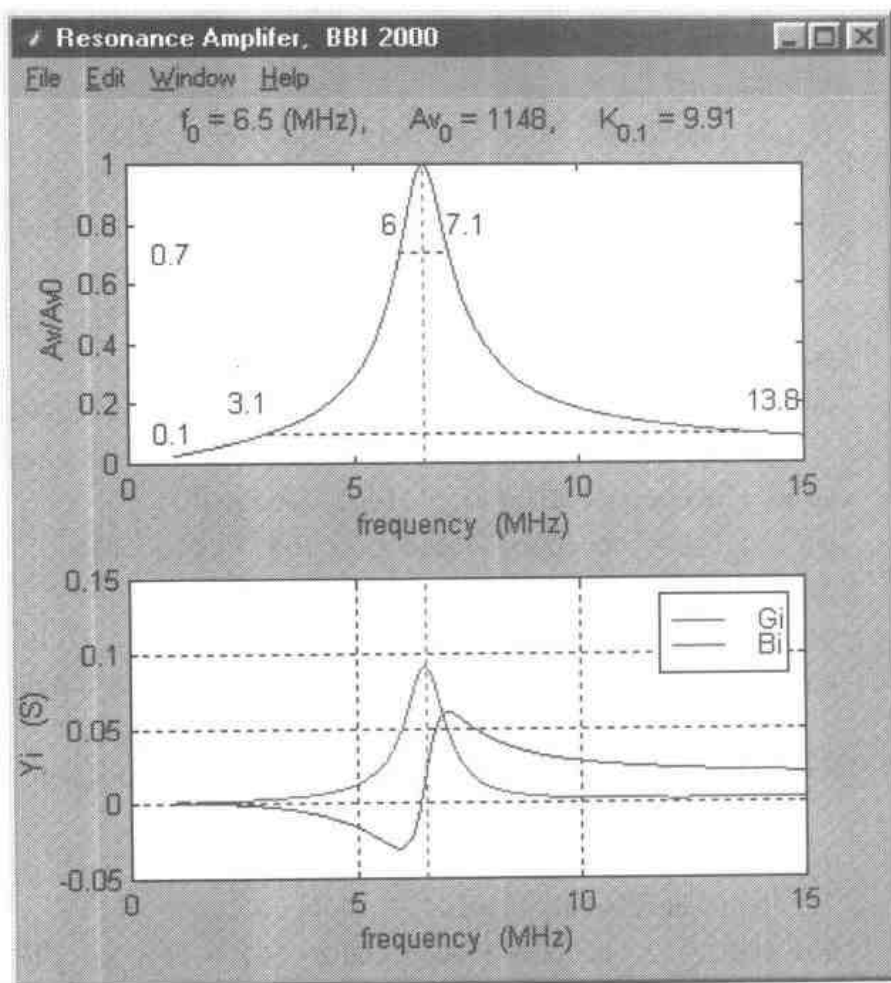 Resonance Amplifer, BBI 2000
File Edit Window Help
f0 = 6.5 (MHz), Av0 = 1148, K0.1 = 9.91
1
0.8
0.6
0.4
0.2
0
Av/Av0
0.7
0.1
6
7.1
3.1
13.8
0 5 10 15
frequency (MHz)
0.15
0.1
0.05
0
-0.05
Yi (S)
Gi
Bi
0 5 10 15
frequency (MHz)